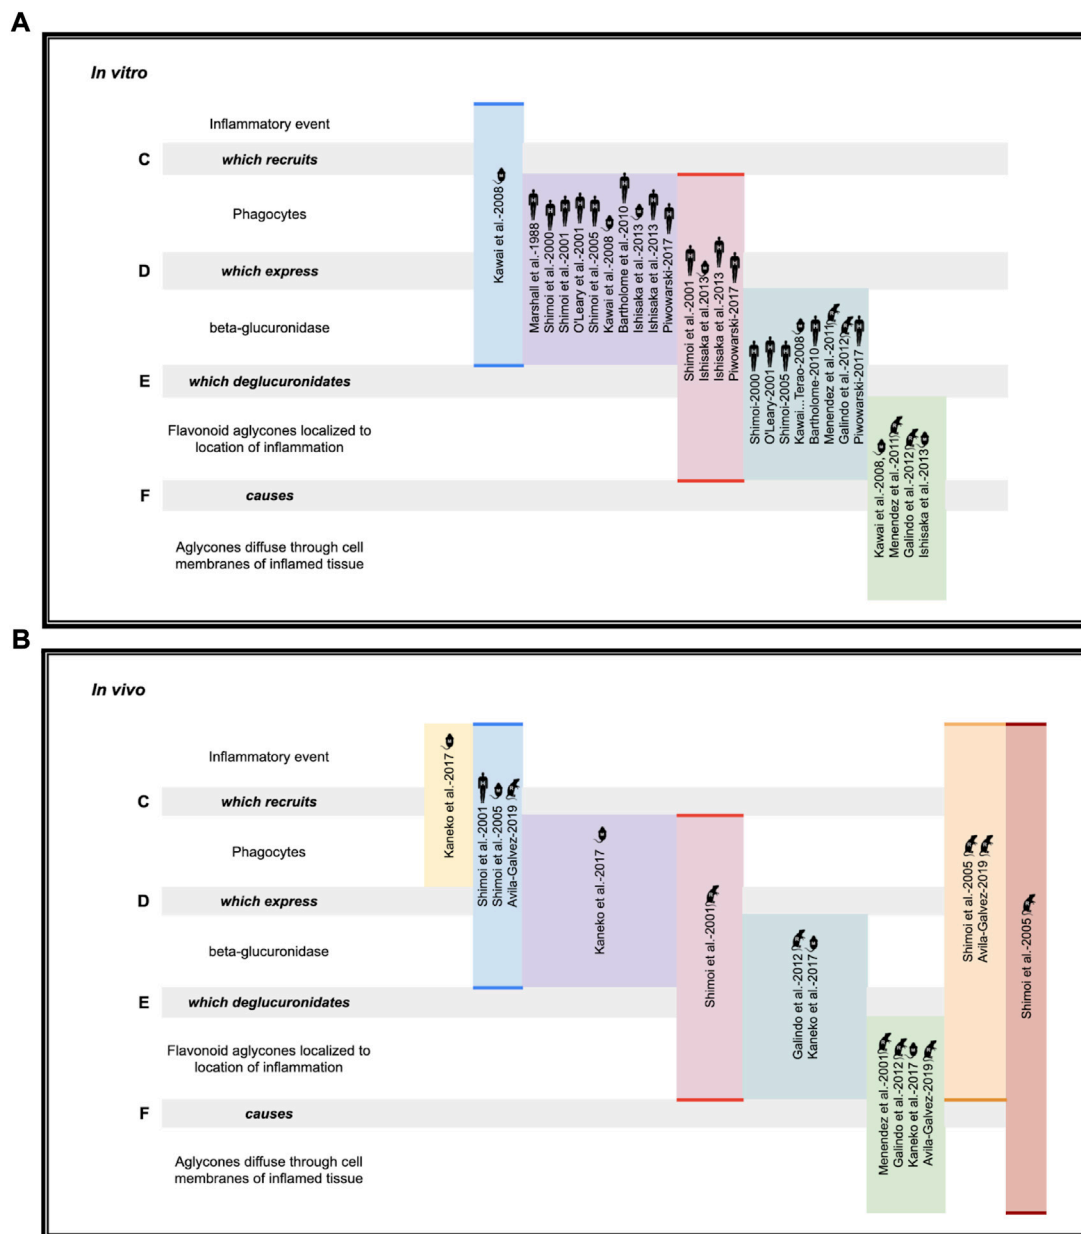 A
In vitro
Inflammatory event
C which recruits
Phagocytes
D which express
beta-glucuronidase
E which deglucuronidates
Flavonoid aglycones localized to
location of inflammation
F causes
Aglycones diffuse through cell
membranes of inflamed tissue
Kawai et al.-2008
Marshall et al.-1988
Shimoi et al.-2000
Shimoi et al.-2001
O'Leary et al.-2001
Shimoi et al.-2005
Kawai et al.-2008
Bartholome et al.-2010
Ishisaka et al.-2013
Ishisaka et al.-2013
Piwowarski-2017
Shimoi et al.-2001
Ishisaka et al.2013
Ishisaka et al.-2013
Piwowarski-2017
Shimoi-2000
O'Leary-2001
Shimoi-2005
Kawai...Terao-2008
Bartholome-2010
Menendez et al.-2011
Galindo et al.-2012
Piwowarski-2017
Kawai et al.-2008,
Menendez et al.-2011
Galindo et al.-2012
Ishisaka et al.-2013
B
In vivo
Inflammatory event
C which recruits
Phagocytes
D which express
beta-glucuronidase
E which deglucuronidates
Flavonoid aglycones localized to
location of inflammation
F causes
Aglycones diffuse through cell
membranes of inflamed tissue
Kaneko et al.-2017
Shimoi et al.-2001
Shimoi et al.-2005
Avila-Galvez-2019
Kaneko et al.-2017
Shimoi et al.-2001
Galindo et al.-2012
Kaneko et al.-2017
Menendez et al.-2001
Galindo et al.-2012
Kaneko et al.-2017
Avila-Galvez-2019
Shimoi et al.-2005
Avila-Galvez-2019
Shimoi et al.-2005